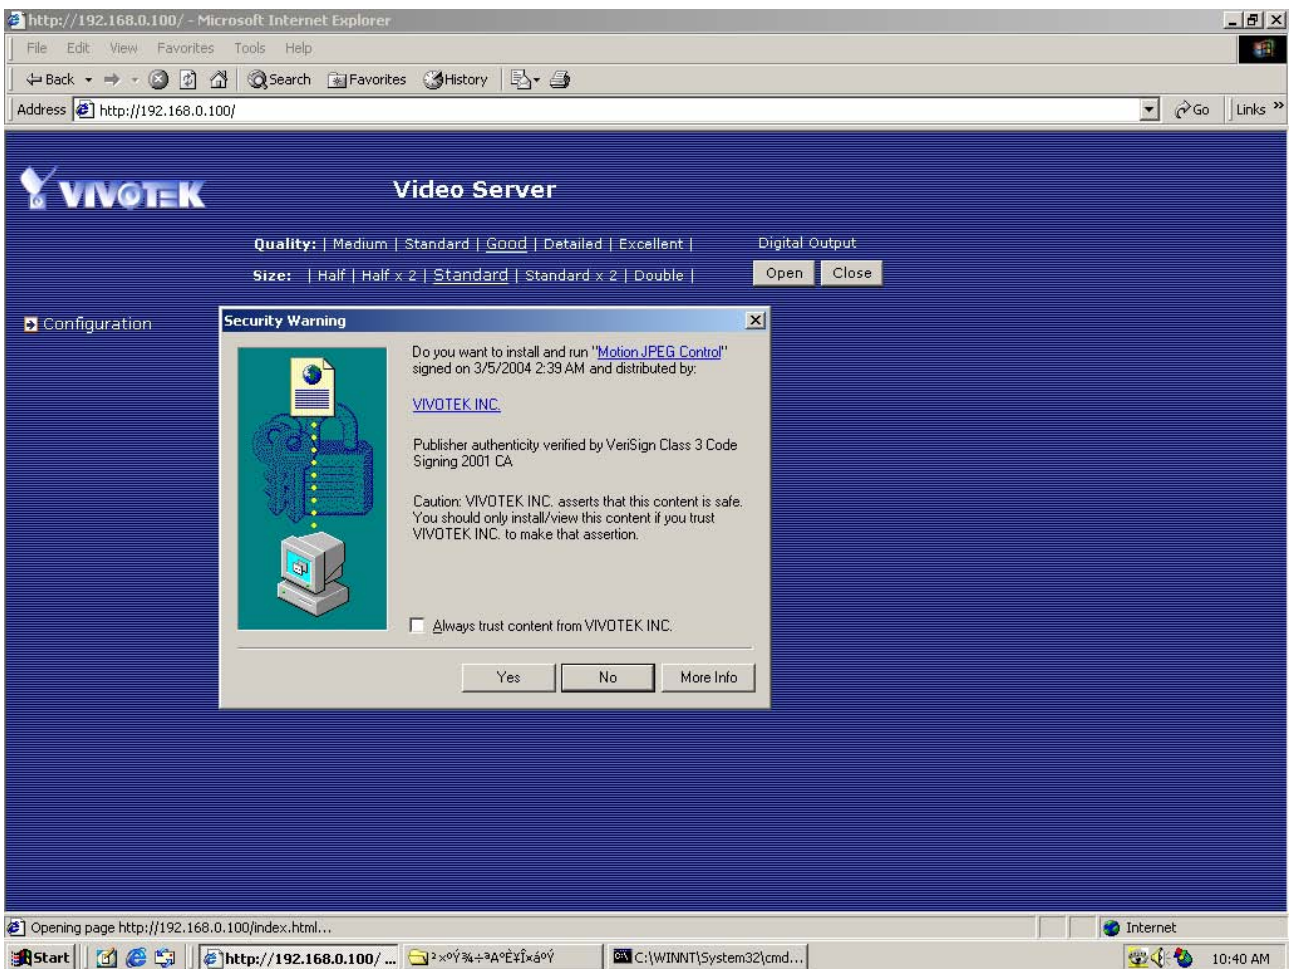 http://192.168.0.100/ - Microsoft Internet Explorer
File Edit View Favorites Tools Help
Back Search Favorites History
Address http://192.168.0.100/ Go Links »
VIVOTEK
Video Server
Quality: | Medium | Standard | Good | Detailed | Excellent |
Digital Output
Size: | Half | Half x 2 | Standard | Standard x 2 | Double |
Open Close
Configuration
Security Warning
Do you want to install and run "Motion JPEG Control"
signed on 3/5/2004 2:39 AM and distributed by:
VIVOTEK INC.
Publisher authenticity verified by VeriSign Class 3 Code
Signing 2001 CA
Caution: VIVOTEK INC. asserts that this content is safe.
You should only install/view this content if you trust
VIVOTEK INC. to make that assertion.
Always trust content from VIVOTEK INC.
Yes No More Info
Opening page http://192.168.0.100/index.html...
Internet
Start http://192.168.0.100/ ... C:\WINNT\System32\cmd... 10:40 AM